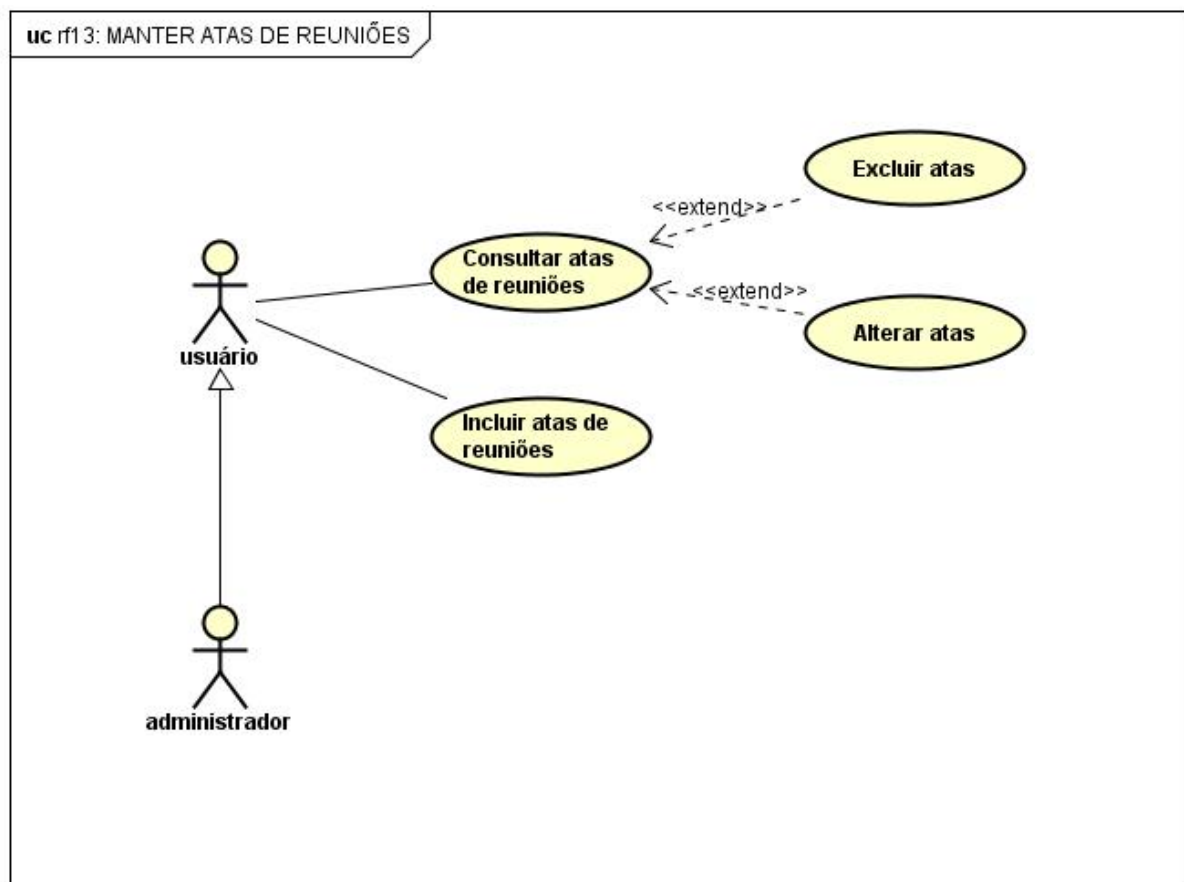 uc rf13: MANTER ATAS DE REUNIÕES
Excluir atas
<<extend>>
Consultar atas
de reuniões
<<extend>>
Alterar atas
usuário
Incluir atas de
reuniões
administrador